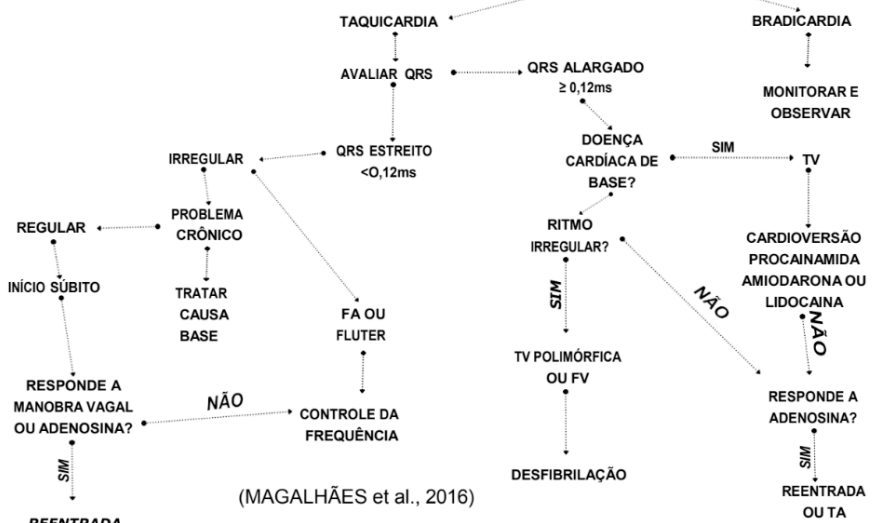 TAQUICARDIA
BRADICARDIA
AVALIAR QRS
QRS ALARGADO
≥ 0,12ms
MONITORAR E
OBSERVAR
QRS ESTREITO
<O,12ms
IRREGULAR
DOENÇA
CARDÍACA DE
BASE?
SIM
TV
REGULAR
PROBLEMA
CRÔNICO
RITMO
IRREGULAR?
CARDIOVERSÃO
PROCAINAMIDA
AMIODARONA OU
LIDOCAINA
INÍCIO SÚBITO
TRATAR
CAUSA
BASE
FA OU
FLUTER
SIM
NÃO
NÃO
TV POLIMÓRFICA
OU FV
RESPONDE A
MANOBRA VAGAL
OU ADENOSINA?
NÃO
CONTROLE DA
FREQUÊNCIA
RESPONDE A
ADENOSINA?
SIM
DESFIBRILAÇÃO
SIM
(MAGALHÃES et al., 2016)
REENTRADA
OU TA
REENTRADA